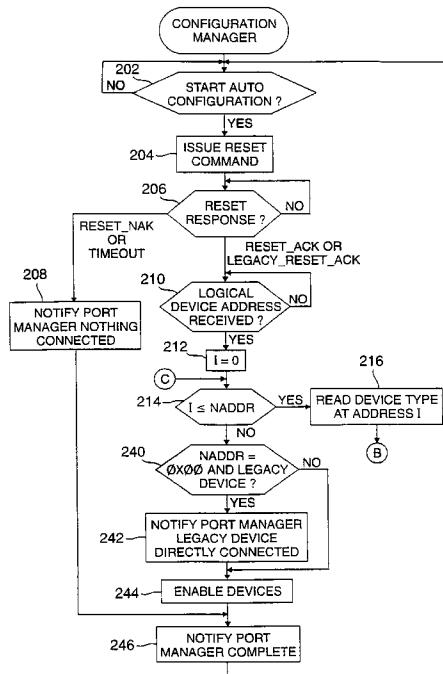 CONFIGURATION
MANAGER
202
NO
START AUTO
CONFIGURATION ?
YES
204
ISSUE RESET
COMMAND
206
RESET
RESPONSE ?
NO
RESET_NAK
OR
TIMEOUT
RESET_ACK OR
LEGACY_RESET_ACK
208
NOTIFY PORT
MANAGER NOTHING
CONNECTED
210
LOGICAL
DEVICE ADDRESS
RECEIVED ?
NO
YES
212
I = 0
C
214
I ≤ NADDR
YES
216
READ DEVICE TYPE
AT ADDRESS I
B
NO
240
NADDR =
ØXØØ AND LEGACY
DEVICE ?
NO
YES
242
NOTIFY PORT MANAGER
LEGACY DEVICE
DIRECTLY CONNECTED
244
ENABLE DEVICES
246
NOTIFY PORT
MANAGER COMPLETE